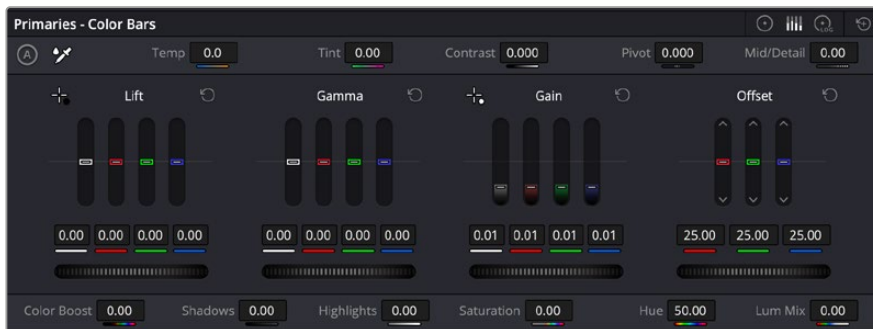 Primaries - Color Bars
LOG
A Temp 0.0 Tint 0.00 Contrast 0.000 Pivot 0.000 Mid/Detail 0.00
Lift Gamma Gain Offset
0.00 0.00 0.00 0.00 0.00 0.00 0.00 0.00 0.01 0.01 0.01 0.01 25.00 25.00 25.00
Color Boost 0.00 Shadows 0.00 Highlights 0.00 Saturation 0.00 Hue 50.00 Lum Mix 0.00